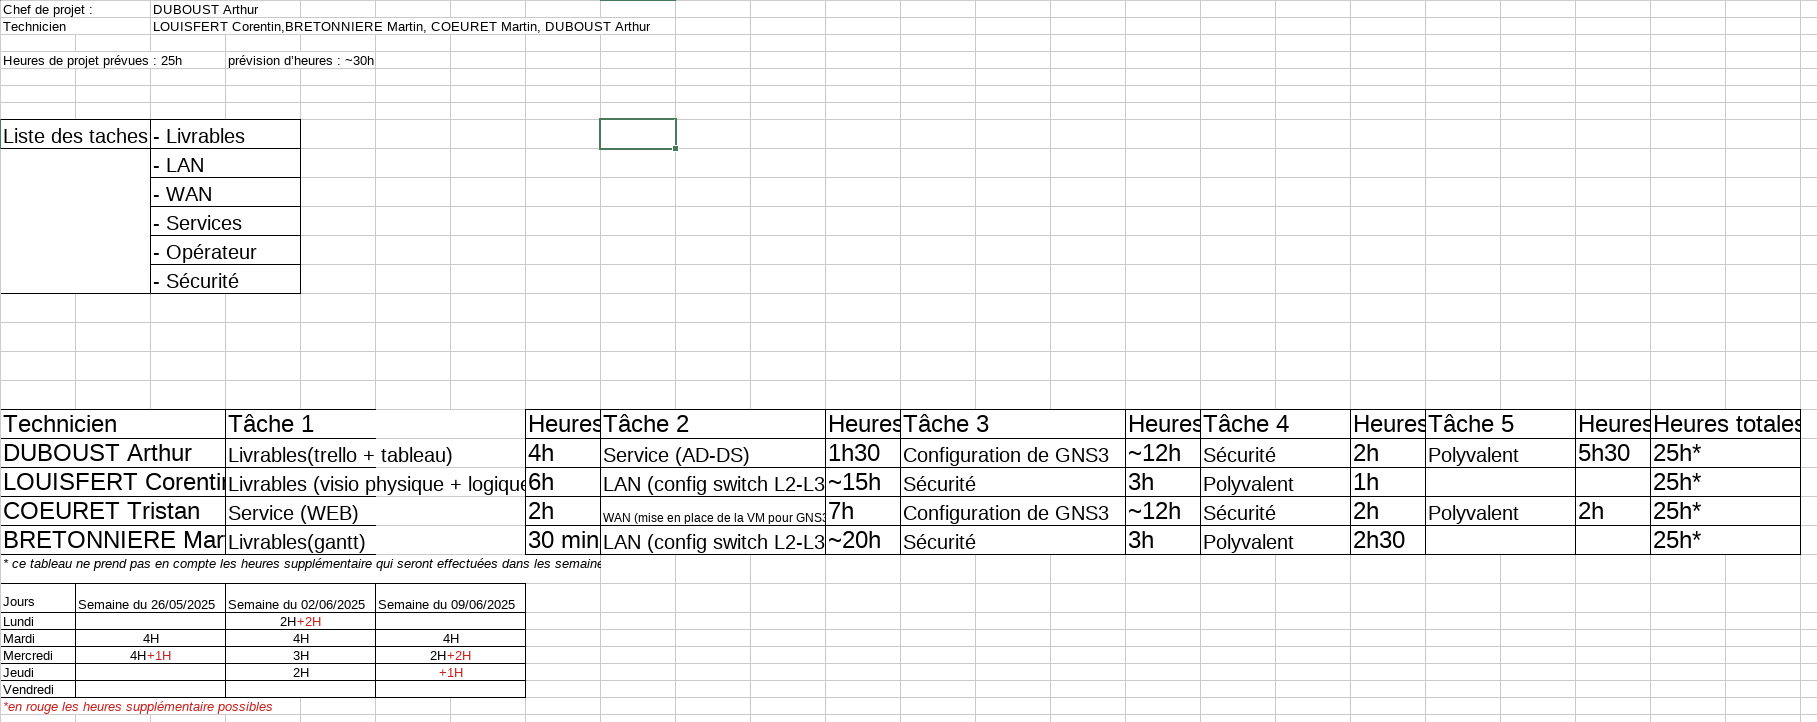 Chef de projet : DUBOUST Arthur
Technicien LOUISFERT Corentin,BRETONNIERE Martin, COEURET Martin, DUBOUST Arthur
Heures de projet prévues : 25h prévision d'heures : ~30h
Liste des taches - Livrables
- LAN
- WAN
- Services
- Opérateur
- Sécurité
Technicien Tâche 1 Heures Tâche 2 Heures Tâche 3 Heures Tâche 4 Heures Tâche 5 Heures Heures totales
DUBOUST Arthur Livrables(trello + tableau) 4h Service (AD-DS) 1h30 Configuration de GNS3 ~12h Sécurité 2h Polyvalent 5h30 25h*
LOUISFERT Corentin Livrables (visio physique + logique 6h LAN (config switch L2-L3 ~15h Sécurité 3h Polyvalent 1h 25h*
COEURET Tristan Service (WEB) 2h WAN (mise en place de la VM pour GNS3 7h Configuration de GNS3 ~12h Sécurité 2h Polyvalent 2h 25h*
BRETONNIERE Mar Livrables(gantt) 30 min LAN (config switch L2-L3 ~20h Sécurité 3h Polyvalent 2h30 25h*
* ce tableau ne prend pas en compte les heures supplémentaire qui seront effectuées dans les semaine
Jours Semaine du 26/05/2025 Semaine du 02/06/2025 Semaine du 09/06/2025
Lundi 2H+2H
Mardi 4H 4H 4H
Mercredi 4H+1H 3H 2H+2H
Jeudi 2H +1H
Vendredi
*en rouge les heures supplémentaire possibles